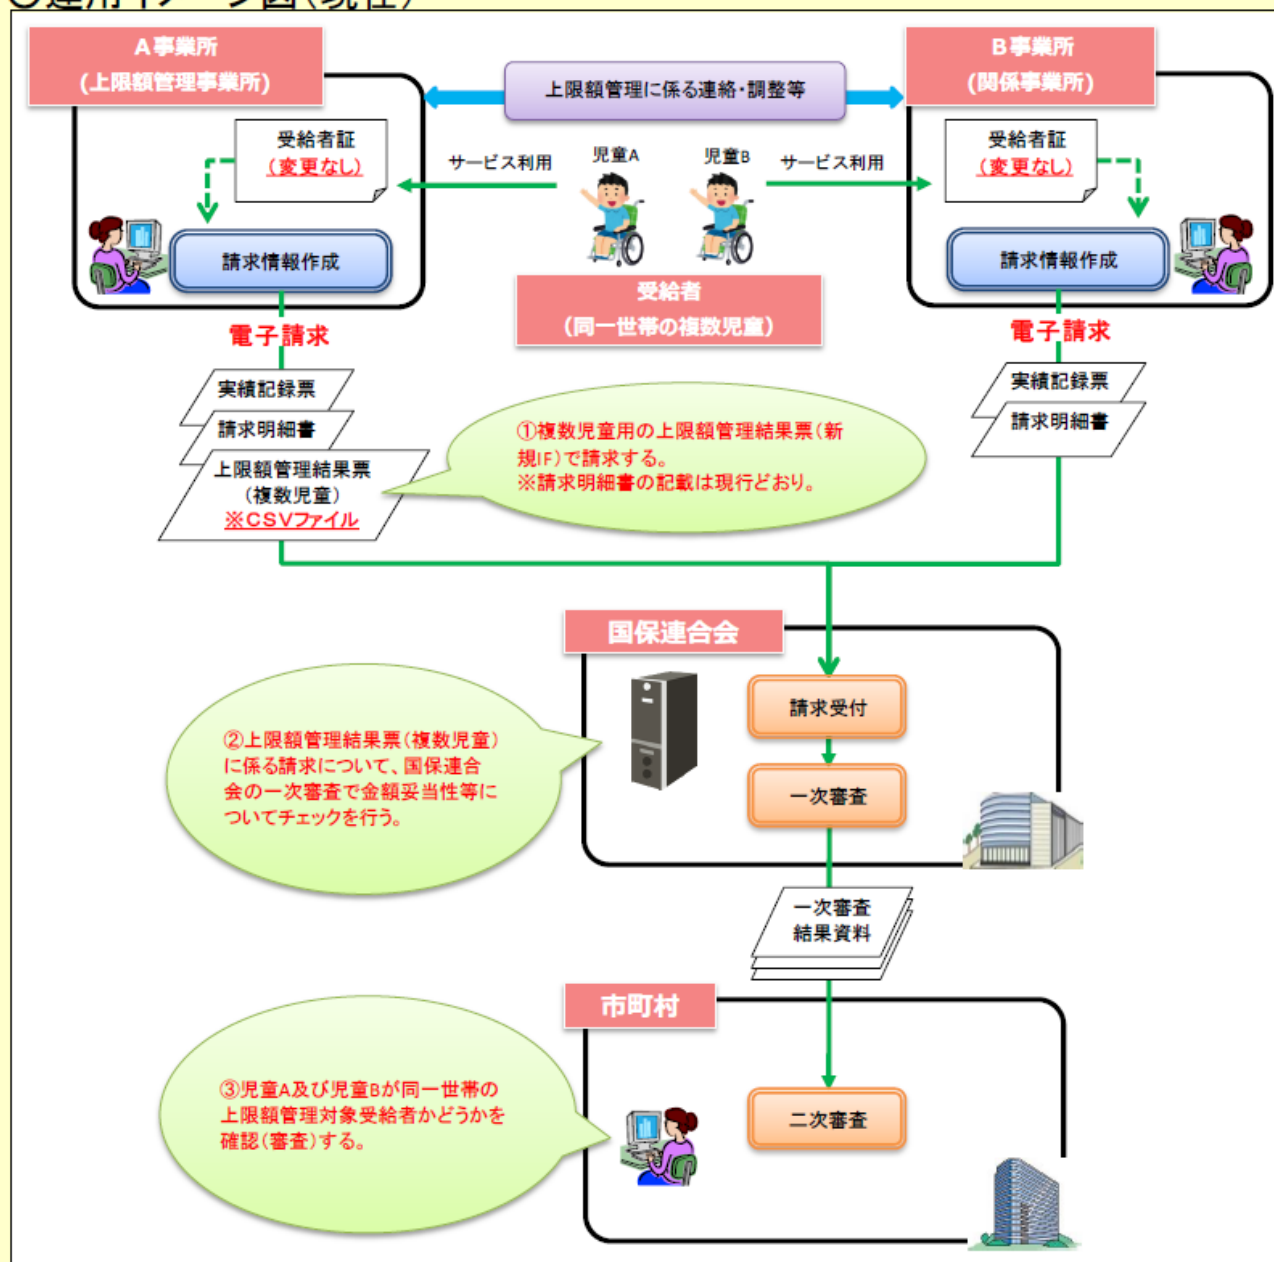 〇運用イメージ図(現在)
A事業所
(上限額管理事業所)
B事業所
(関係事業所)
上限額管理に係る連絡・調整等
受給者証
(変更なし)
サービス利用
児童A
児童B
サービス利用
受給者証
(変更なし)
請求情報作成
請求情報作成
受給者
(同一世帯の複数児童)
電子請求
電子請求
実績記録票
請求明細書
上限額管理結果票
(複数児童)
※CSVファイル
実績記録票
請求明細書
①複数児童用の上限額管理結果票(新
規IF)で請求する。
※請求明細書の記載は現行どおり。
国保連合会
請求受付
一次審査
②上限額管理結果票(複数児童)
に係る請求について、国保連合
会の一次審査で金額妥当性等に
ついてチェックを行う。
一次審査
結果資料
市町村
二次審査
③児童A及び児童Bが同一世帯の
上限額管理対象受給者かどうかを
確認(審査)する。